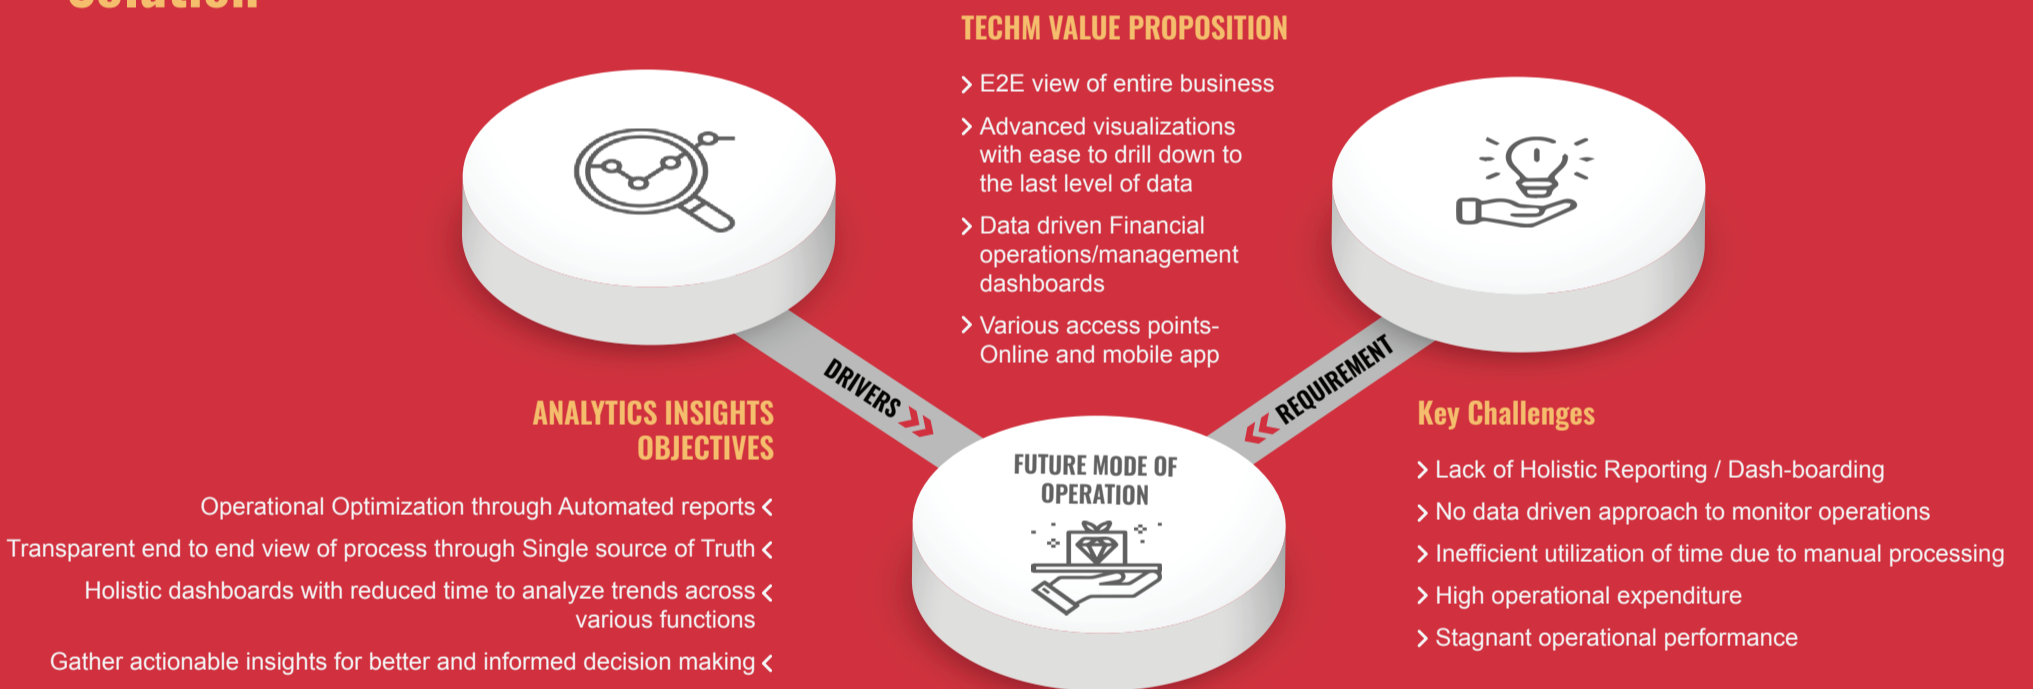 Solution
TECHM VALUE PROPOSITION
E2E view of entire business
Advanced visualizations
with ease to drill down to
the last level of data
Data driven Financial
operations/management
dashboards
Various access points-
Online and mobile app
DRIVERS
REQUIREMENT
ANALYTICS INSIGHTS
OBJECTIVES
Operational Optimization through Automated reports
Transparent end to end view of process through Single source of Truth
Holistic dashboards with reduced time to analyze trends across
various functions
Gather actionable insights for better and informed decision making
FUTURE MODE OF
OPERATION
Key Challenges
Lack of Holistic Reporting / Dash-boarding
No data driven approach to monitor operations
Inefficient utilization of time due to manual processing
High operational expenditure
Stagnant operational performance